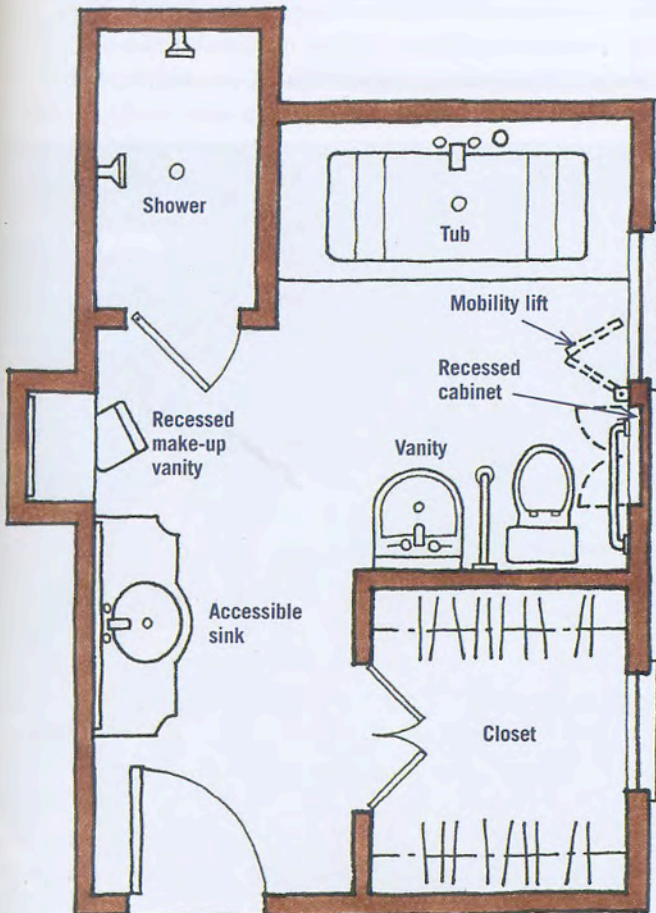 Shower
Tub
Mobility lift
Recessed
cabinet
Recessed
make-up
vanity
Vanity
Accessible
sink
Closet